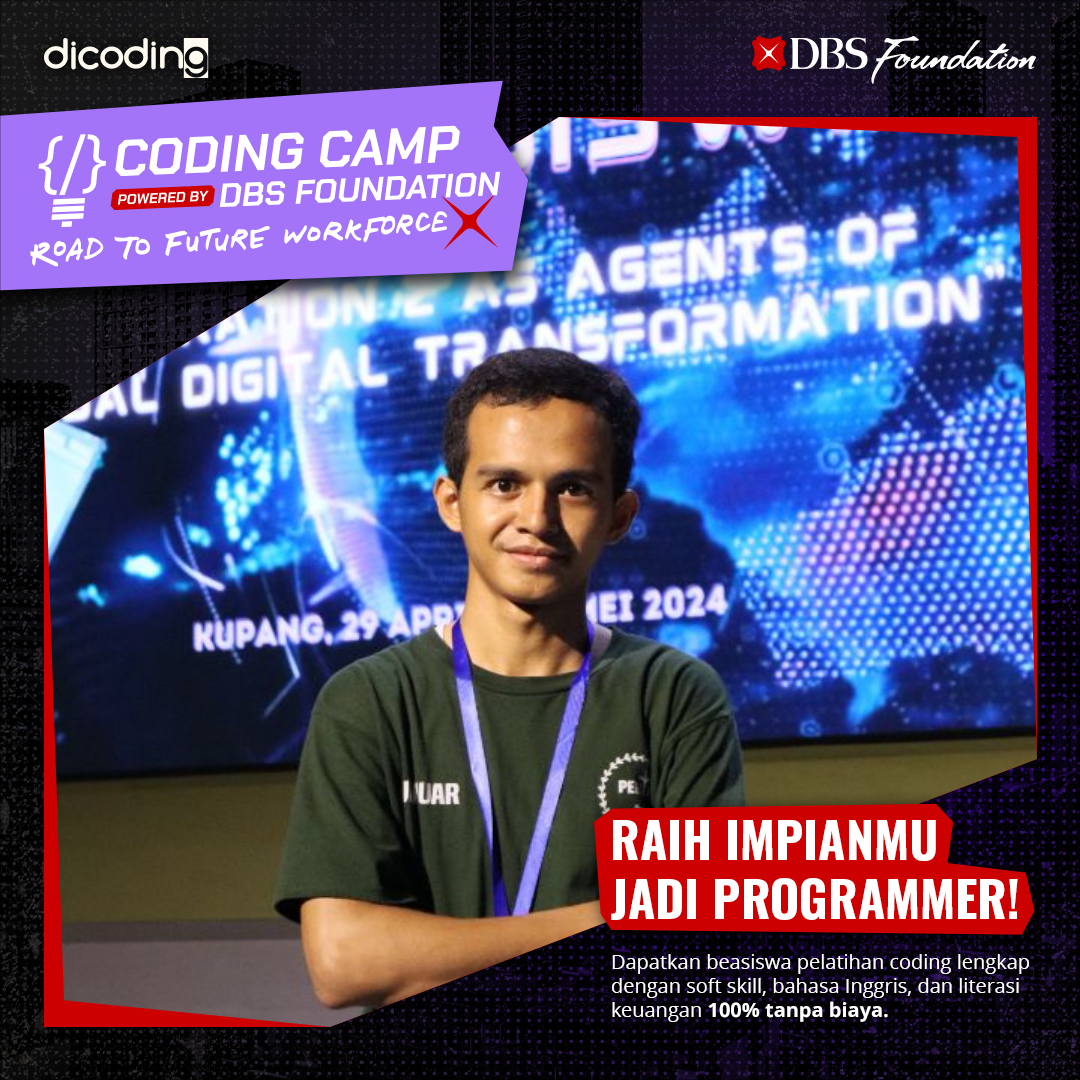 dicoding
DBS Foundation
{/} CODING CAMP
POWERED BY DBS FOUNDATION
ROAD TO FUTURE WORKFORCE
AS AGENTS OF
DIGITAL TRANSFORMATION"
KUPANG, 29 MEI 2024
RAIH IMPIANMU
JADI PROGRAMMER!
Dapatkan beasiswa pelatihan coding lengkap
dengan soft skill, bahasa Inggris, dan literasi
keuangan 100% tanpa biaya.